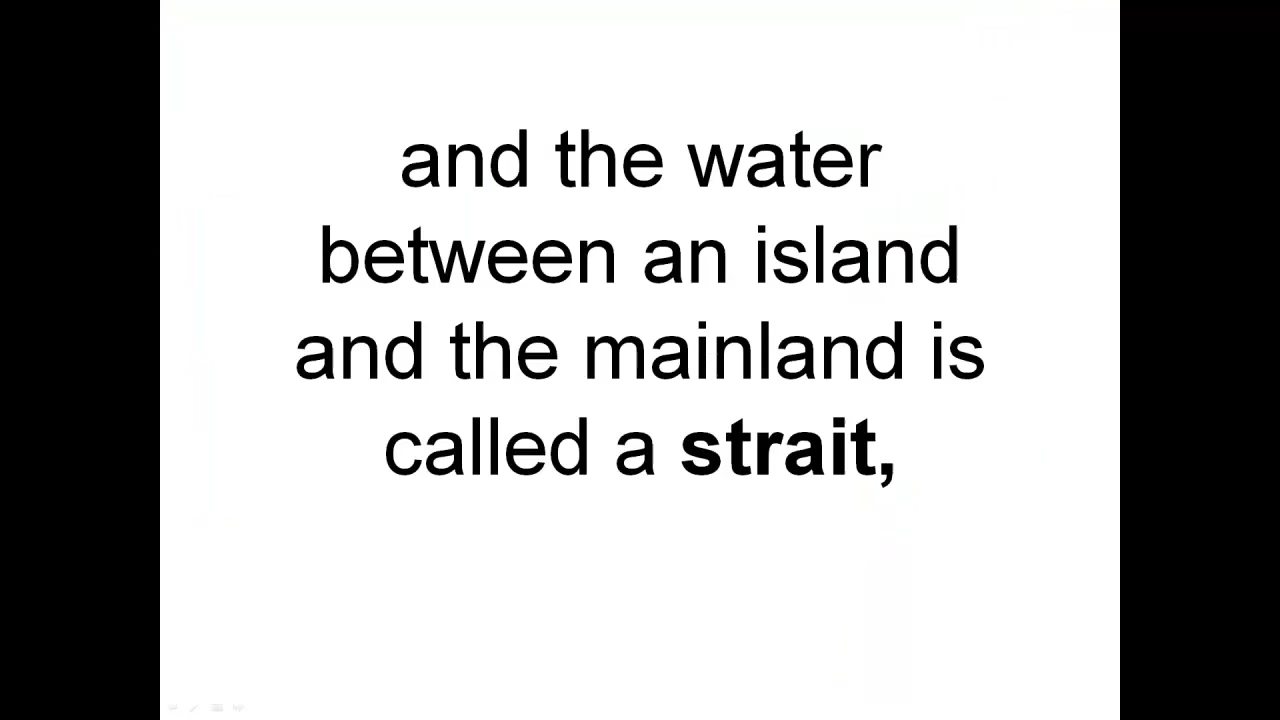 and the water
between an island
and the mainland is
called a strait,